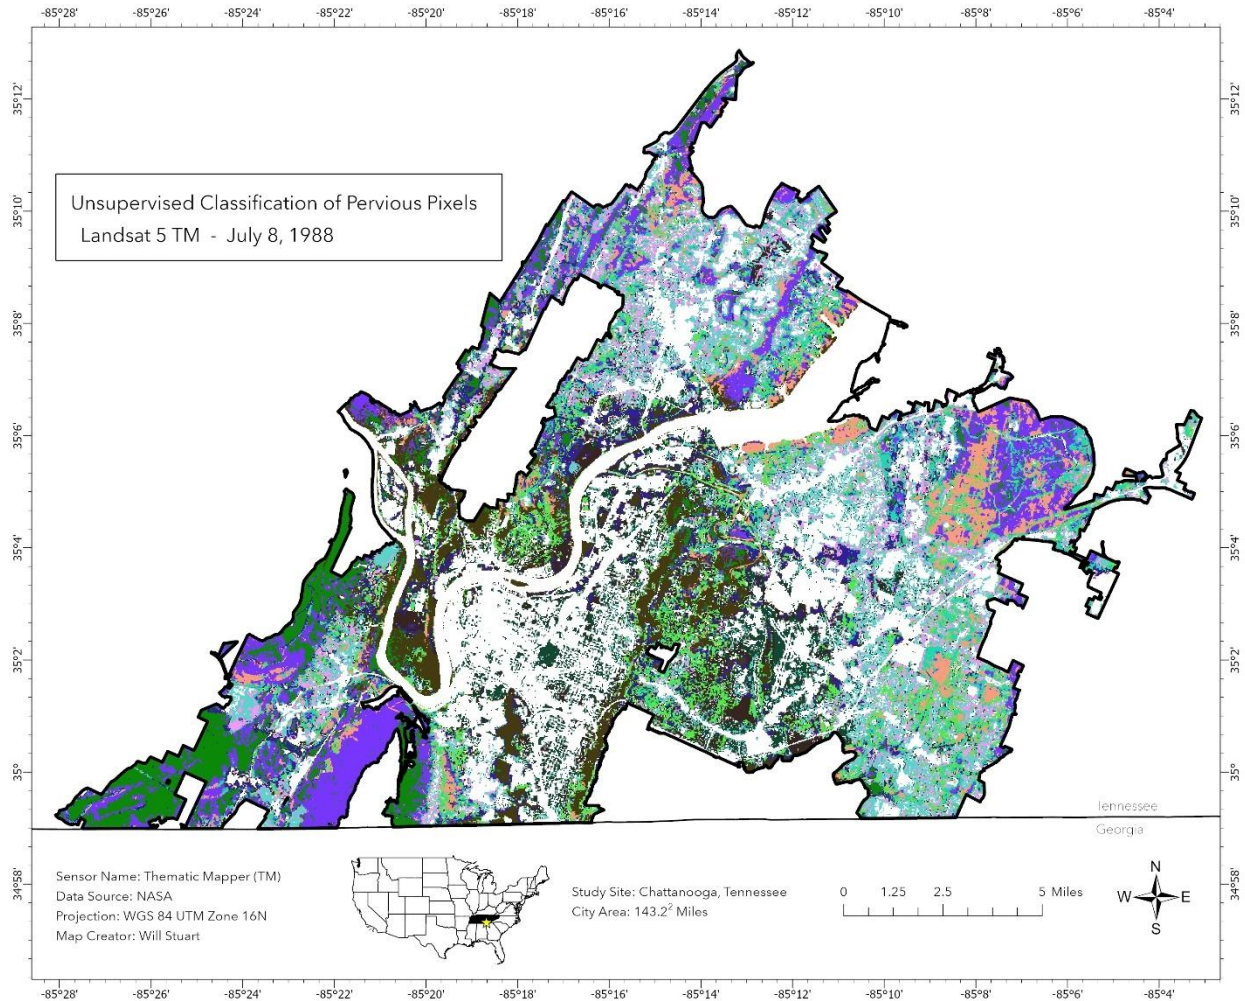 -85°28' -85°26' -85°24' -85°22' -85°20' -85°18' -85°16' -85°14' -85°12' -85°10' -85°8' -85°6' -85°4'
35°12' 35°12'
Unsupervised Classification of Pervious Pixels
Landsat 5 TM - July 8, 1988
35°10' 35°10'
35°8' 35°8'
35°6' 35°6'
35°4' 35°4'
35°2' 35°2'
35° 35°
Tennessee
Georgia
34°58' 34°58'
Sensor Name: Thematic Mapper (TM)
Data Source: NASA
Projection: WGS 84 UTM Zone 16N
Map Creator: Will Stuart
Study Site: Chattanooga, Tennessee
City Area: 143.2² Miles
0 1.25 2.5 5 Miles
N
W E
S
-85°28' -85°26' -85°24' -85°22' -85°20' -85°18' -85°16' -85°14' -85°12' -85°10' -85°8' -85°6' -85°4'